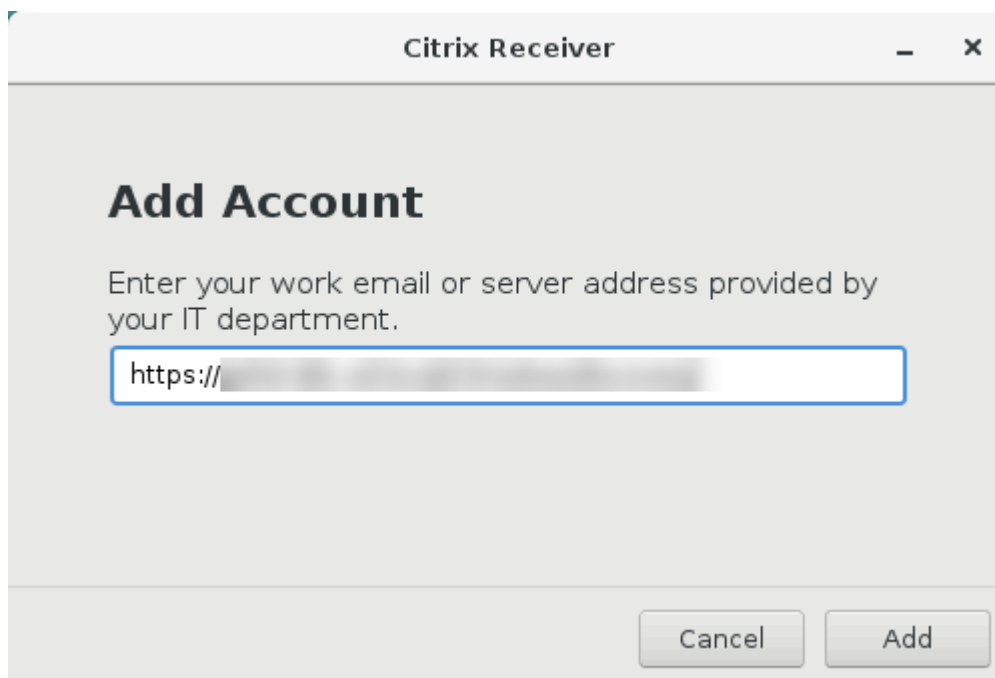 Citrix Receiver
Add Account
Enter your work email or server address provided by
your IT department.
https://
Cancel Add